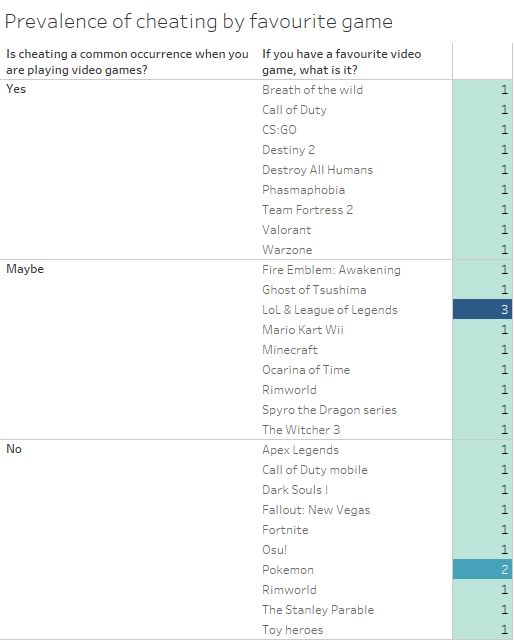 Prevalence of cheating by favourite game
Is cheating a common occurrence when you are playing video games? If you have a favourite video game, what is it?
Yes Breath of the wild 1
Call of Duty 1
CS:GO 1
Destiny 2 1
Destroy All Humans 1
Phasmaphobia 1
Team Fortress 2 1
Valorant 1
Warzone 1
Maybe Fire Emblem: Awakening 1
Ghost of Tsushima 1
LoL & League of Legends 3
Mario Kart Wii 1
Minecraft 1
Ocarina of Time 1
Rimworld 1
Spyro the Dragon series 1
The Witcher 3 1
No Apex Legends 1
Call of Duty mobile 1
Dark Souls I 1
Fallout: New Vegas 1
Fortnite 1
Osu! 1
Pokemon 2
Rimworld 1
The Stanley Parable 1
Toy heroes 1